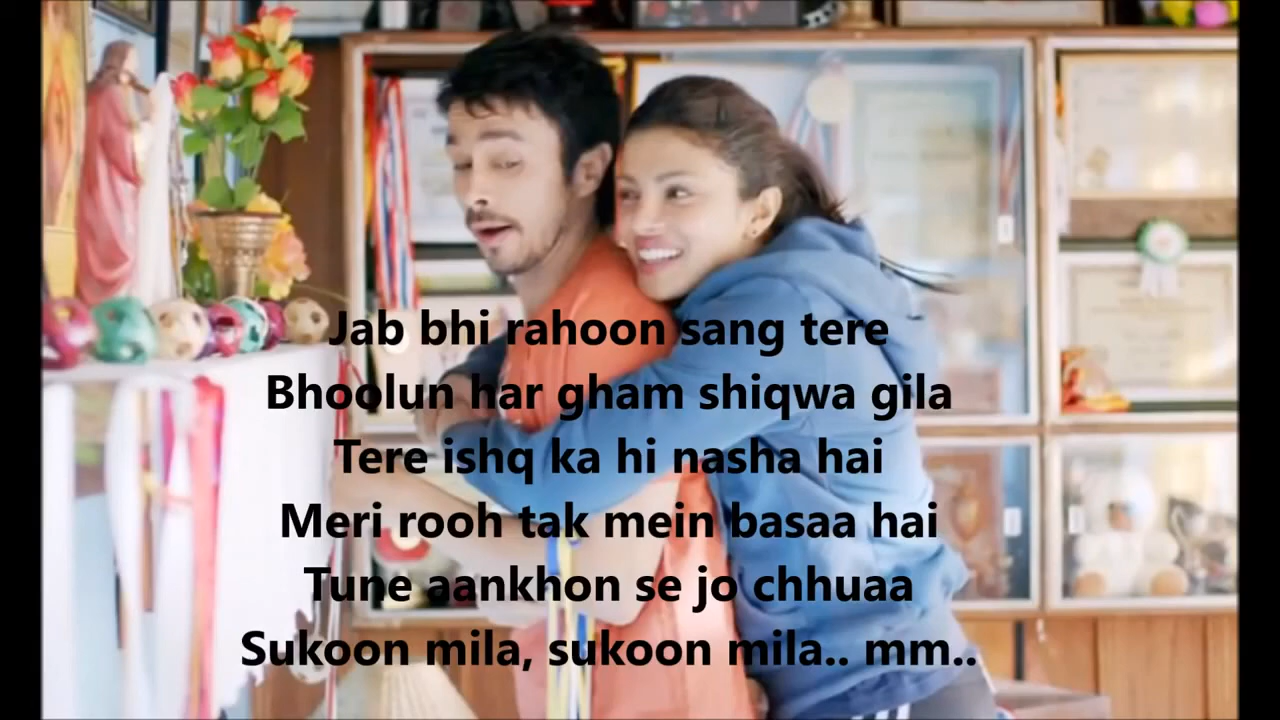 Jab bhi rahoon sang tere
Bhoolun har gham shiqwa gila
Tere ishq ka hi nasha hai
Meri rooh tak mein basaa hai
Tune aankhon se jo chhuaa
Sukoon mila, sukoon mila.. mm..